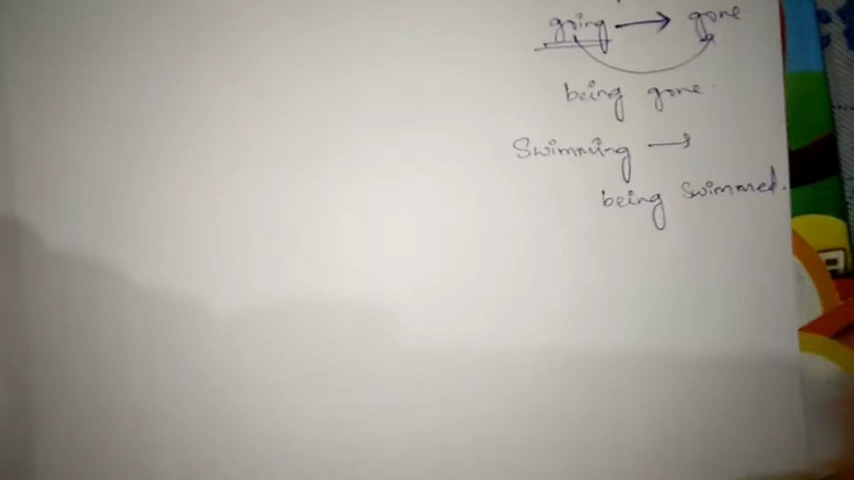 going → gone
being gone.
Swimming →
being swimmed.